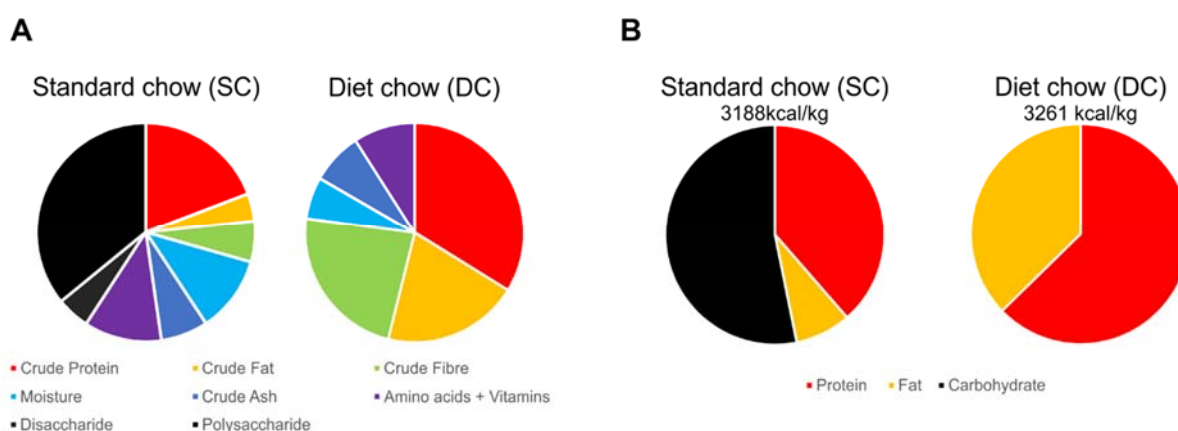 A
Standard chow (SC)
Diet chow (DC)
Crude Protein
Crude Fat
Crude Fibre
Moisture
Crude Ash
Amino acids + Vitamins
Disaccharide
Polysaccharide
B
Standard chow (SC)
3188kcal/kg
Diet chow (DC)
3261 kcal/kg
Protein
Fat
Carbohydrate